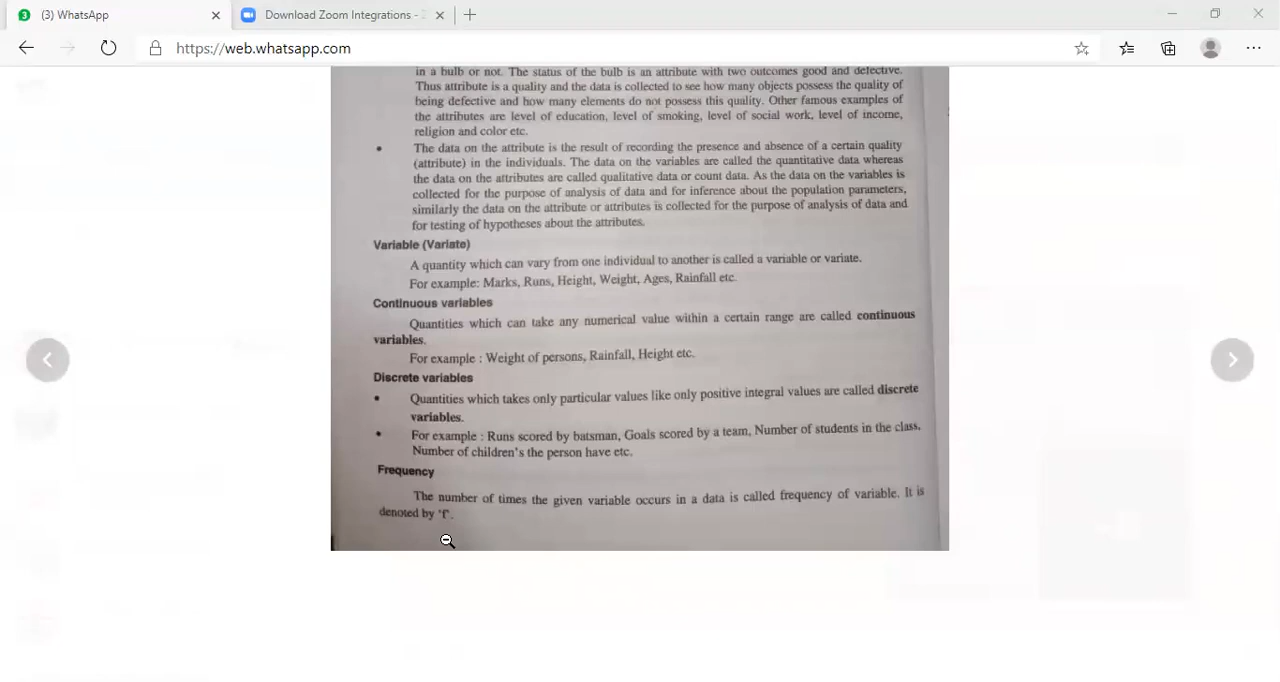 3 (3) WhatsApp
Download Zoom Integrations -
https://web.whatsapp.com
in a bulb or not. The status of the bulb is an attribute with two outcomes good and defective.
Thus attribute is a quality and the data is collected to see how many objects possess the quality of
being defective and how many elements do not possess this quality. Other famous examples of
the attributes are level of education, level of smoking, level of social work, level of income,
religion and color etc.
• The data on the attribute is the result of recording the presence and absence of a certain quality
(attribute) in the individuals. The data on the variables are called the quantitative data whereas
the data on the attributes are called qualitative data or count data. As the data on the variables is
collected for the purpose of analysis of data and for inference about the population parameters,
similarly the data on the attribute or attributes is collected for the purpose of analysis of data and
for testing of hypotheses about the attributes.
Variable (Variate)
A quantity which can vary from one individual to another is called a variable or variate.
For example: Marks, Runs, Height, Weight, Ages, Rainfall etc.
Continuous variables
Quantities which can take any numerical value within a certain range are called continuous
variables.
For example : Weight of persons, Rainfall, Height etc.
Discrete variables
• Quantities which takes only particular values like only positive integral values are called discrete
variables.
• For example : Runs scored by batsman, Goals scored by a team, Number of students in the class,
Number of children's the person have etc.
Frequency
The number of times the given variable occurs in a data is called frequency of variable. It is
denoted by 'f'.